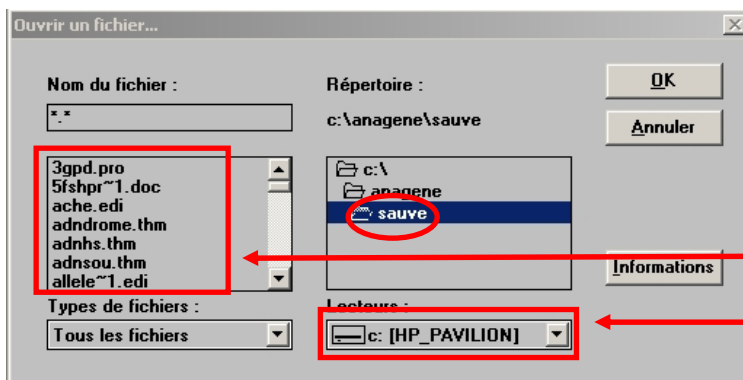 Ouvrir un fichier...
Nom du fichier :
*.*
3gpd.pro
5fshpr~1.doc
ache.edi
adndrome.thm
adnhs.thm
adnsou.thm
allele~1.edi
Types de fichiers :
Tous les fichiers
Répertoire :
c:\anagene\sauve
c:\
anagene
sauve
Lecteurs :
c: [HP_PAVILION]
OK
Annuler
Informations